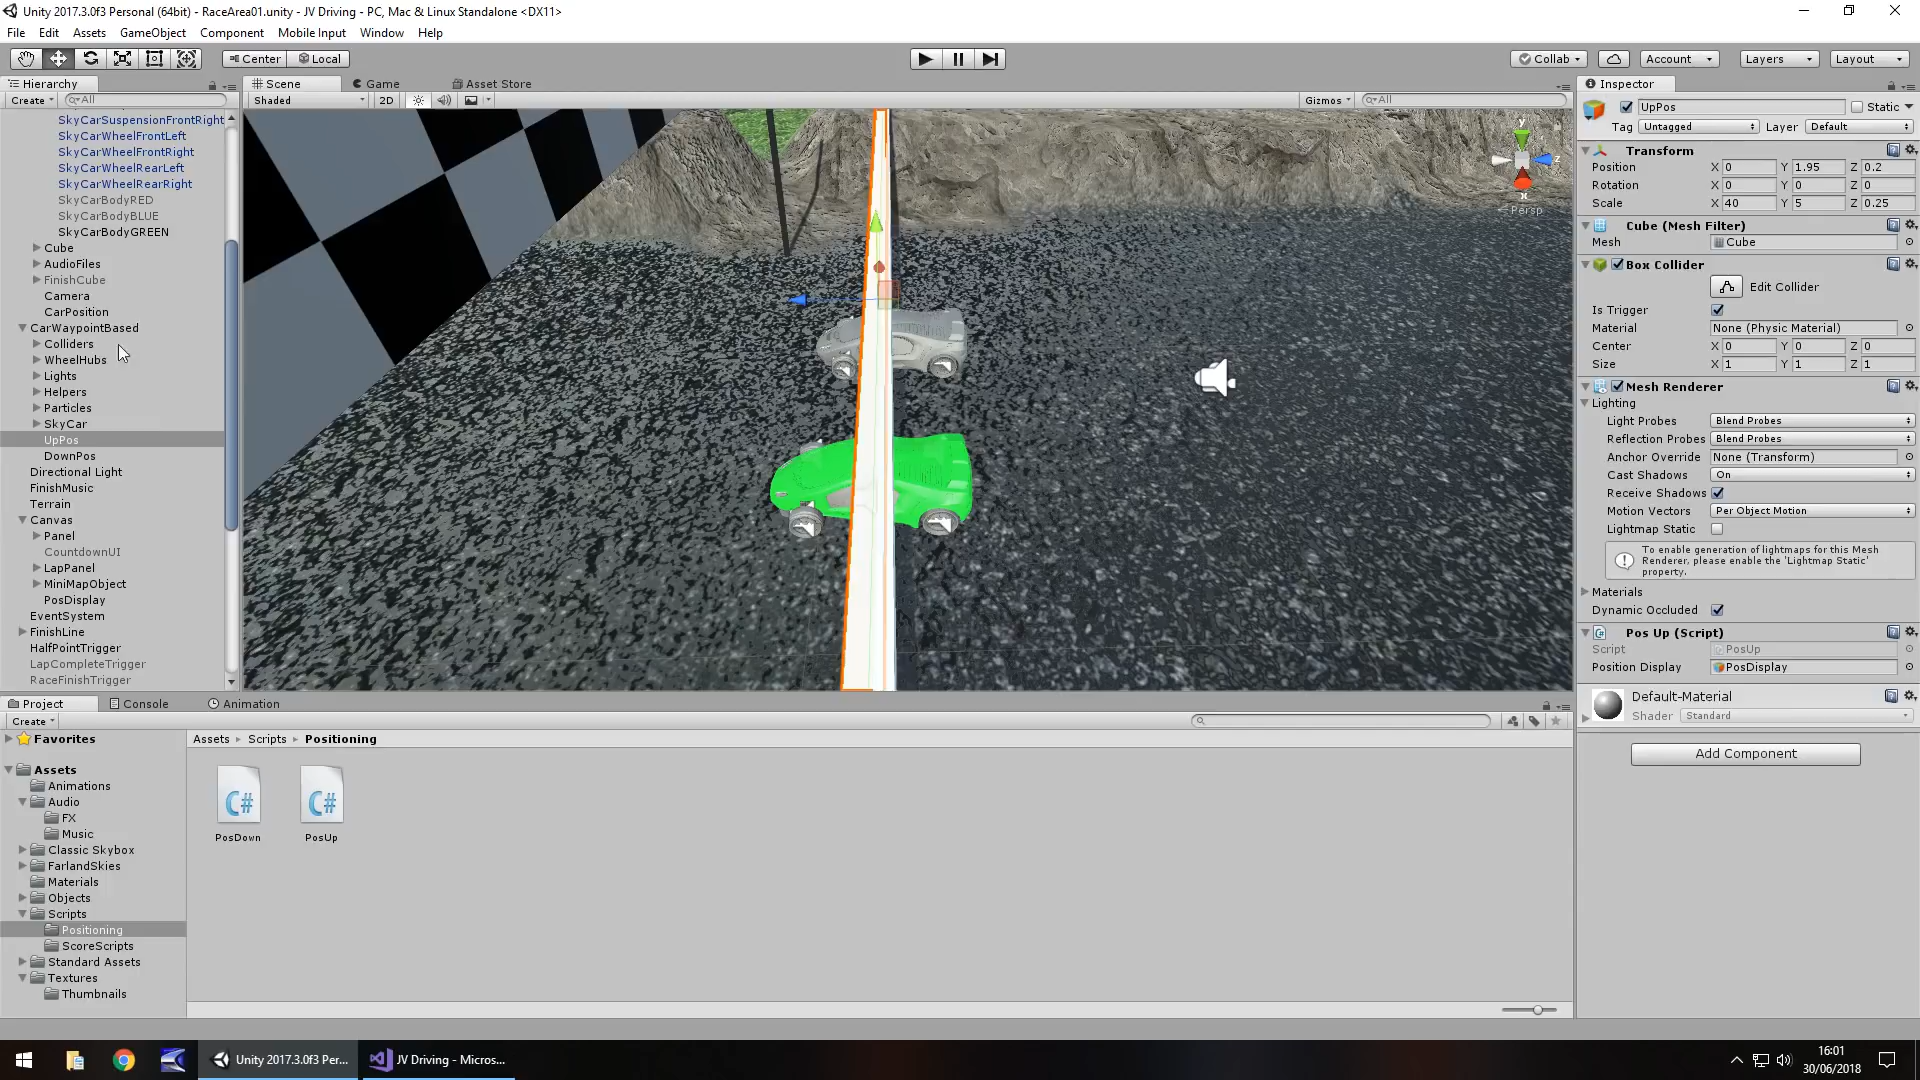 Unity 2017.3.0f3 Personal (64bit) - RaceArea01.unity - JV Driving - PC, Mac & Linux Standalone <DX11>
File Edit Assets GameObject Component Mobile Input Window Help
Center Local Collab Account Layers Layout
Hierarchy Scene Game Asset Store Inspector
Create All Shaded 2D Gizmos All
SkyCarSuspensionFrontRight
SkyCarWheelFrontLeft
SkyCarWheelFrontRight
SkyCarWheelRearLeft
SkyCarWheelRearRight
SkyCarBodyRED
SkyCarBodyBLUE
SkyCarBodyGREEN
Cube
AudioFiles
FinishCube
Camera
CarPosition
CarWaypointBased
Colliders
WheelHubs
Lights
Helpers
Particles
SkyCar
UpPos
DownPos
Directional Light
FinishMusic
Terrain
Canvas
Panel
CountdownUI
LapPanel
MiniMapObject
PosDisplay
EventSystem
FinishLine
HalfPointTrigger
LapCompleteTrigger
RaceFinishTrigger
y
z
x
Persp
UpPos Static
Tag Untagged Layer Default
Transform
Position X 0 Y 1.95 Z 0.2
Rotation X 0 Y 0 Z 0
Scale X 40 Y 5 Z 0.25
Cube (Mesh Filter)
Mesh Cube
Box Collider
Edit Collider
Is Trigger
Material None (Physic Material)
Center X 0 Y 0 Z 0
Size X 1 Y 1 Z 1
Mesh Renderer
Lighting
Light Probes Blend Probes
Reflection Probes Blend Probes
Anchor Override None (Transform)
Cast Shadows On
Receive Shadows
Motion Vectors Per Object Motion
Lightmap Static
To enable generation of lightmaps for this Mesh
Renderer, please enable the 'Lightmap Static'
property.
Materials
Dynamic Occluded
Pos Up (Script)
Script PosUp
Position Display PosDisplay
Default-Material
Shader Standard
Add Component
Project Console Animation
Create
Favorites
Assets
Animations
Audio
FX
Music
Classic Skybox
FarlandSkies
Materials
Objects
Scripts
Positioning
ScoreScripts
Standard Assets
Textures
Thumbnails
Assets Scripts Positioning
C# C#
PosDown PosUp
Unity 2017.3.0f3 Per... JV Driving - Micros...
16:01
30/06/2018